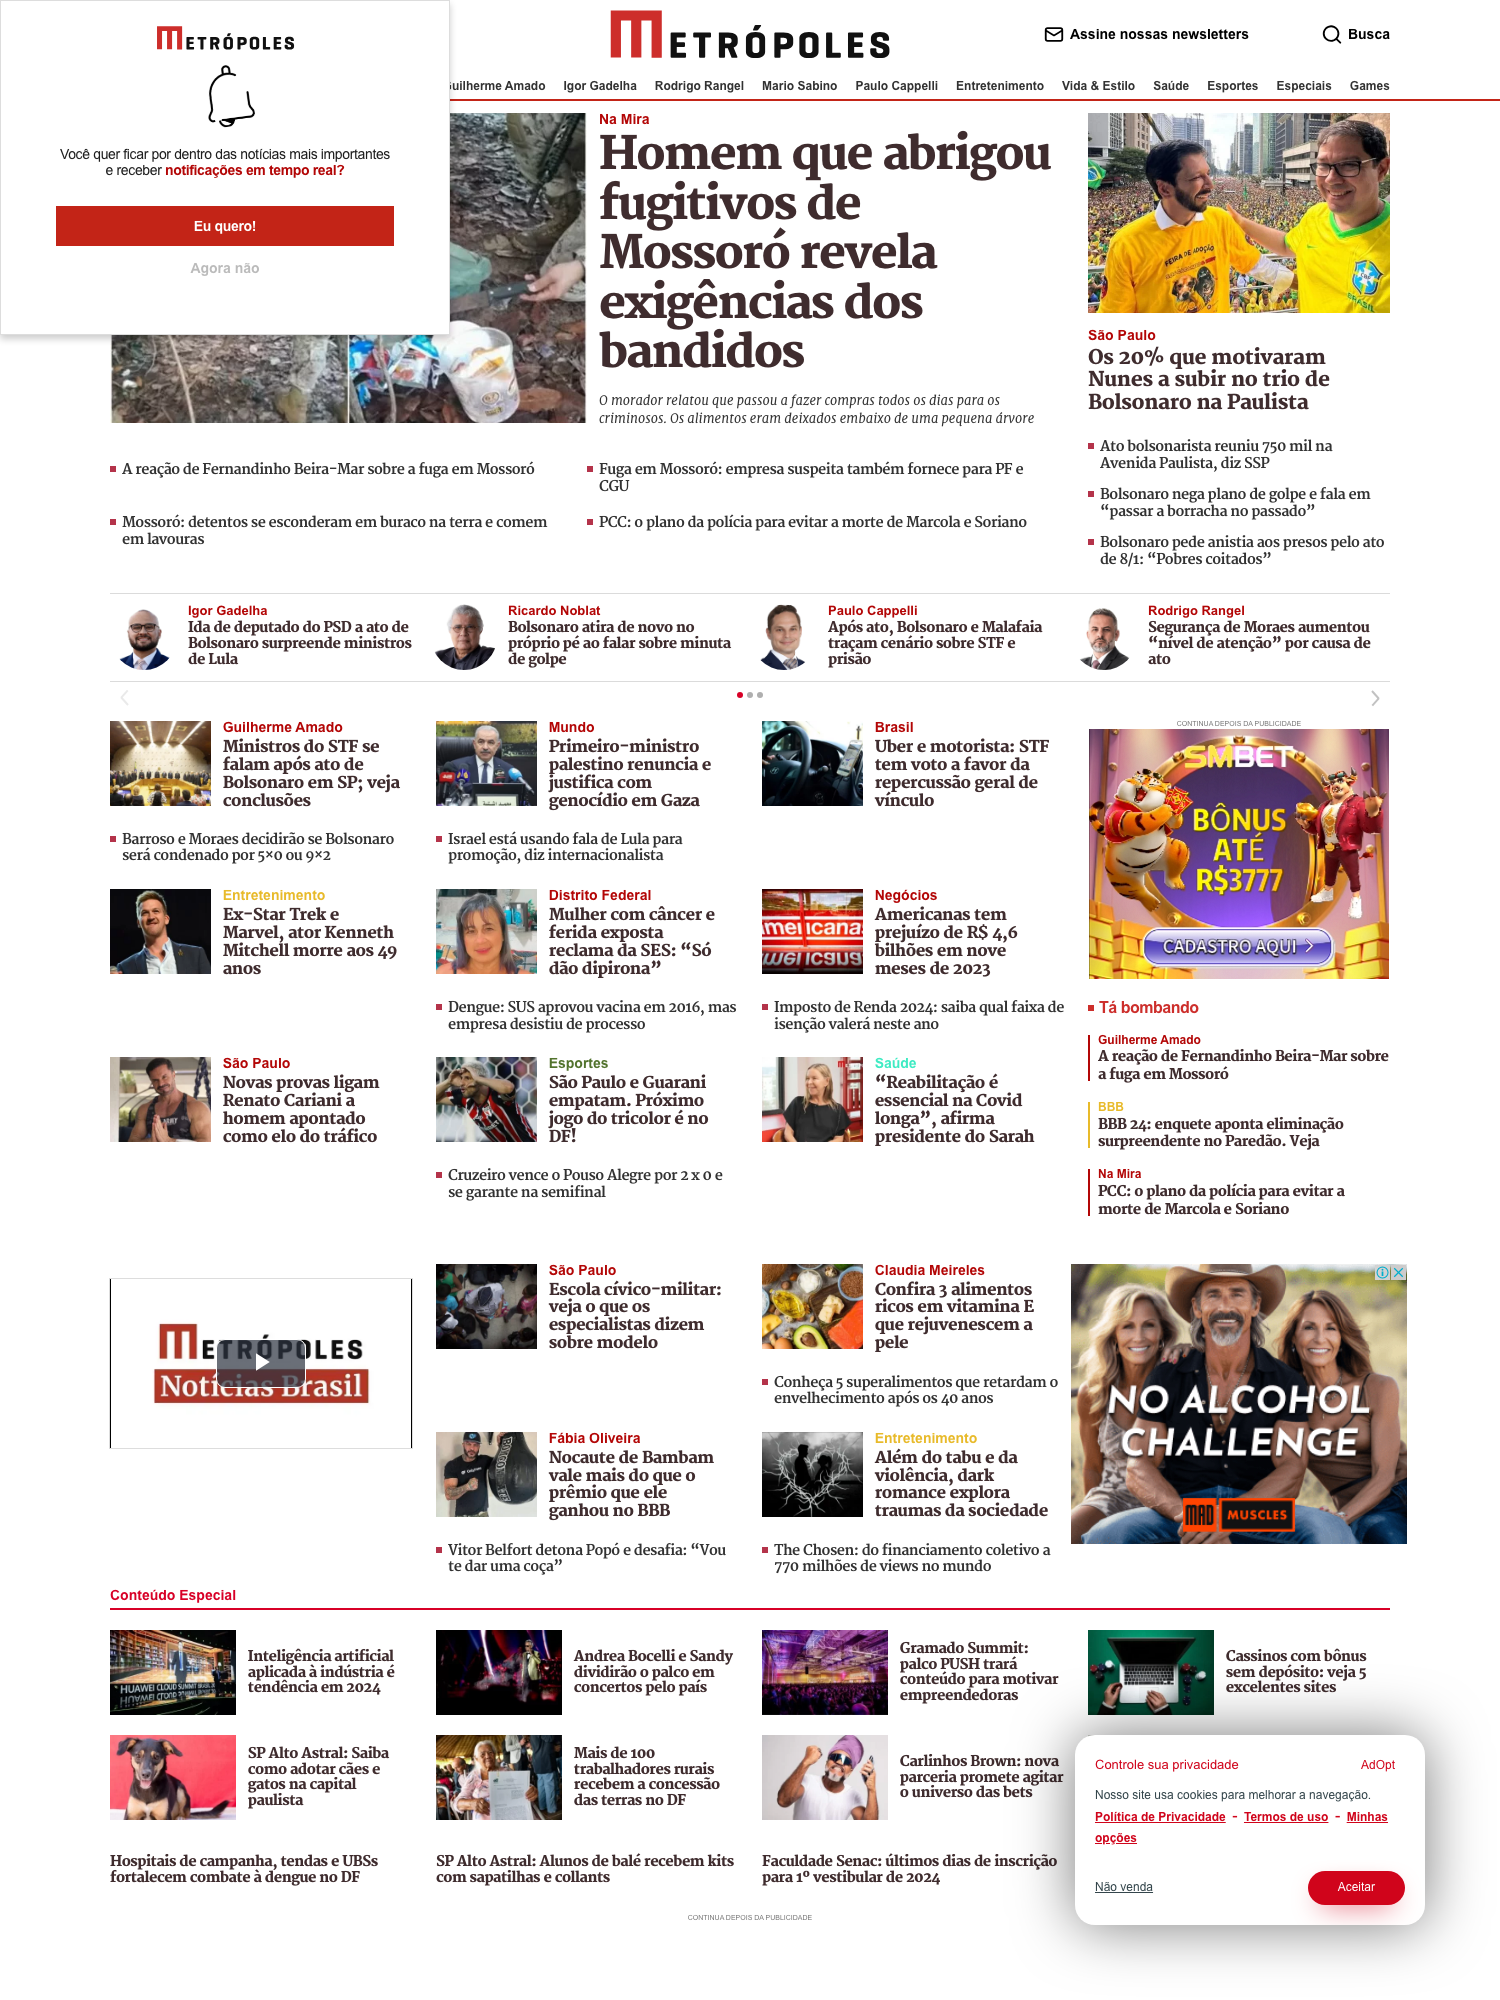 METRÓPOLES
Você quer ficar por dentro das notícias mais importantes
e receber notificações em tempo real?
Eu quero!
Agora não
METRÓPOLES
Assine nossas newsletters
Busca
Guilherme Amado
Igor Gadelha
Rodrigo Rangel
Mario Sabino
Paulo Cappelli
Entretenimento
Vida & Estilo
Saúde
Esportes
Especiais
Games
Na Mira
Homem que abrigou
fugitivos de
Mossoró revela
exigências dos
bandidos
O morador relatou que passou a fazer compras todos os dias para os
criminosos. Os alimentos eram deixados embaixo de uma pequena árvore
A reação de Fernandinho Beira-Mar sobre a fuga em Mossoró
Fuga em Mossoró: empresa suspeita também fornece para PF e
CGU
Mossoró: detentos se esconderam em buraco na terra e comem
em lavouras
PCC: o plano da polícia para evitar a morte de Marcola e Soriano
FEIRA DE ADOÇÃO
BRASIL
São Paulo
Os 20% que motivaram
Nunes a subir no trio de
Bolsonaro na Paulista
Ato bolsonarista reuniu 750 mil na
Avenida Paulista, diz SSP
Bolsonaro nega plano de golpe e fala em
“passar a borracha no passado”
Bolsonaro pede anistia aos presos pelo ato
de 8/1: “Pobres coitados”
Igor Gadelha
Ida de deputado do PSD a ato de
Bolsonaro surpreende ministros
de Lula
Ricardo Noblat
Bolsonaro atira de novo no
próprio pé ao falar sobre minuta
de golpe
Paulo Cappelli
Após ato, Bolsonaro e Malafaia
traçam cenário sobre STF e
prisão
Rodrigo Rangel
Segurança de Moraes aumentou
“nível de atenção” por causa de
ato
Guilherme Amado
Ministros do STF se
falam após ato de
Bolsonaro em SP; veja
conclusões
Barroso e Moraes decidirão se Bolsonaro
será condenado por 5×0 ou 9×2
Mundo
Primeiro-ministro
palestino renuncia e
justifica com
genocídio em Gaza
Israel está usando fala de Lula para
promoção, diz internacionalista
Brasil
Uber e motorista: STF
tem voto a favor da
repercussão geral de
vínculo
CONTINUA DEPOIS DA PUBLICIDADE
SMBET
BÔNUS
ATÉ
R$3777
CADASTRO AQUI >
Entretenimento
Ex-Star Trek e
Marvel, ator Kenneth
Mitchell morre aos 49
anos
Distrito Federal
Mulher com câncer e
ferida exposta
reclama da SES: “Só
dão dipirona”
Dengue: SUS aprovou vacina em 2016, mas
empresa desistiu de processo
mericana
Negócios
Americanas tem
prejuízo de R$ 4,6
bilhões em nove
meses de 2023
Imposto de Renda 2024: saiba qual faixa de
isenção valerá neste ano
Tá bombando
Guilherme Amado
A reação de Fernandinho Beira-Mar sobre
a fuga em Mossoró
BBB
BBB 24: enquete aponta eliminação
surpreendente no Paredão. Veja
Na Mira
PCC: o plano da polícia para evitar a
morte de Marcola e Soriano
São Paulo
Novas provas ligam
Renato Cariani a
homem apontado
como elo do tráfico
Esportes
São Paulo e Guarani
empatam. Próximo
jogo do tricolor é no
DF!
Cruzeiro vence o Pouso Alegre por 2 x 0 e
se garante na semifinal
Saúde
“Reabilitação é
essencial na Covid
longa”, afirma
presidente do Sarah
METRÓPOLES
Notícias Brasil
São Paulo
Escola cívico-militar:
veja o que os
especialistas dizem
sobre modelo
Claudia Meireles
Confira 3 alimentos
ricos em vitamina E
que rejuvenescem a
pele
Conheça 5 superalimentos que retardam o
envelhecimento após os 40 anos
NO ALCOHOL
CHALLENGE
MAD MUSCLES
Fábia Oliveira
Nocaute de Bambam
vale mais do que o
prêmio que ele
ganhou no BBB
Vitor Belfort detona Popó e desafia: “Vou
te dar uma coça”
Entretenimento
Além do tabu e da
violência, dark
romance explora
traumas da sociedade
The Chosen: do financiamento coletivo a
770 milhões de views no mundo
Conteúdo Especial
HUAWEI CLOUD SUMMIT BRASIL
Inteligência artificial
aplicada à indústria é
tendência em 2024
Andrea Bocelli e Sandy
dividirão o palco em
concertos pelo país
Gramado Summit:
palco PUSH trará
conteúdo para motivar
empreendedoras
Cassinos com bônus
sem depósito: veja 5
excelentes sites
SP Alto Astral: Saiba
como adotar cães e
gatos na capital
paulista
Mais de 100
trabalhadores rurais
recebem a concessão
das terras no DF
Carlinhos Brown: nova
parceria promete agitar
o universo das bets
Hospitais de campanha, tendas e UBSs
fortalecem combate à dengue no DF
SP Alto Astral: Alunos de balé recebem kits
com sapatilhas e collants
Faculdade Senac: últimos dias de inscrição
para 1º vestibular de 2024
Controle sua privacidade
AdOpt
Nosso site usa cookies para melhorar a navegação.
Política de Privacidade - Termos de uso - Minhas
opções
Não venda
Aceitar
CONTINUA DEPOIS DA PUBLICIDADE